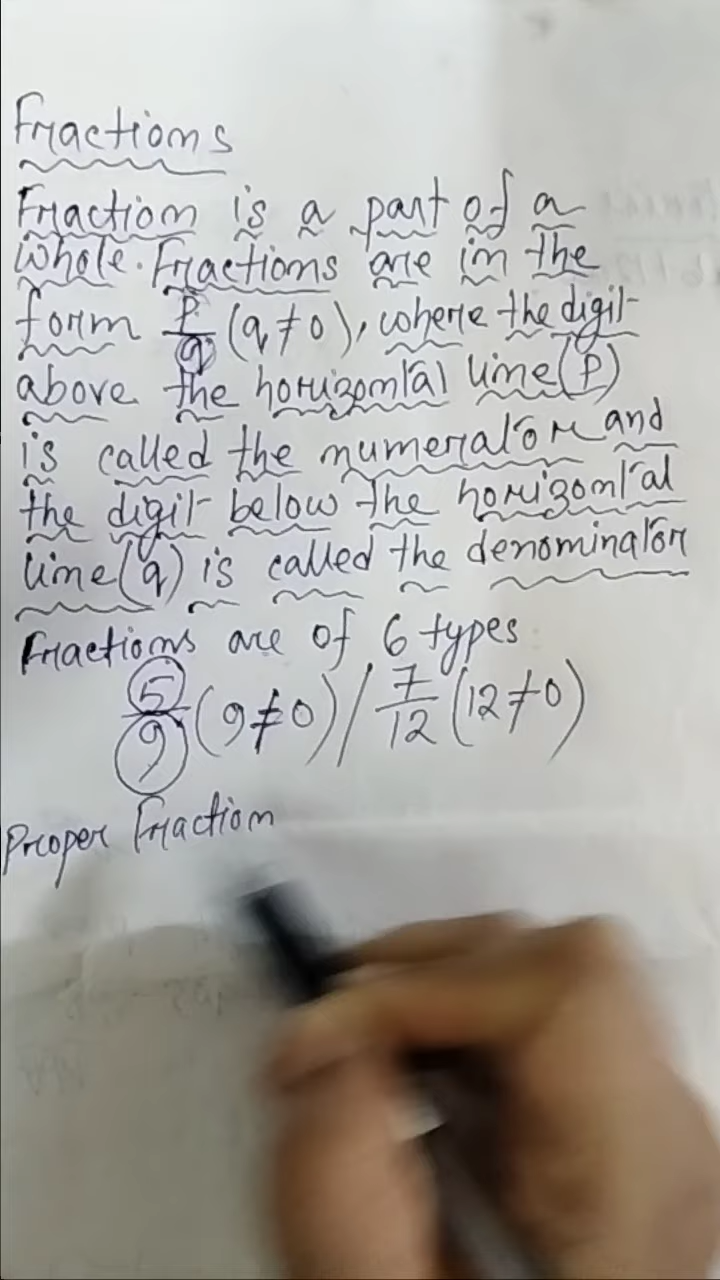 Fractions
Fraction is a part of a
whole. Fractions are in the
form p/q (q≠0), where the digit
above the horizontal line(p)
is called the numerator and
the digit below the horizontal
line(q) is called the denominator
Fractions are of 6 types
5/9 (9≠0) / 7/12 (12≠0)
Proper Fraction